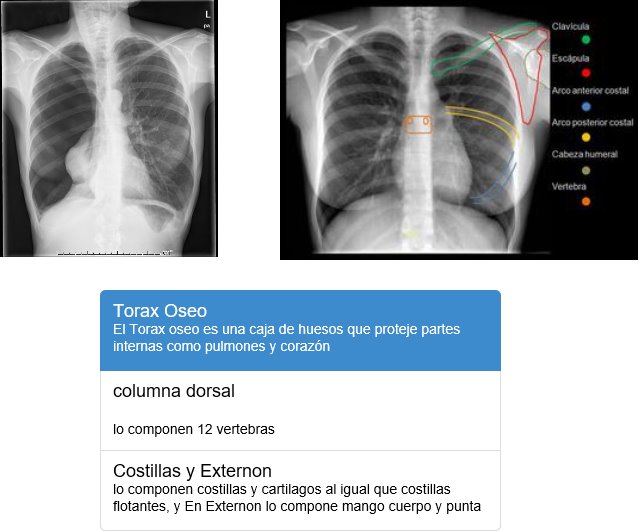 L
PA
Clavícula
Escápula
Arco anterior costal
Arco posterior costal
Cabeza humeral
Vertebra
Torax Oseo
El Torax oseo es una caja de huesos que proteje partes
internas como pulmones y corazón
columna dorsal
lo componen 12 vertebras
Costillas y Externon
lo componen costillas y cartilagos al igual que costillas
flotantes, y En Externon lo compone mango cuerpo y punta